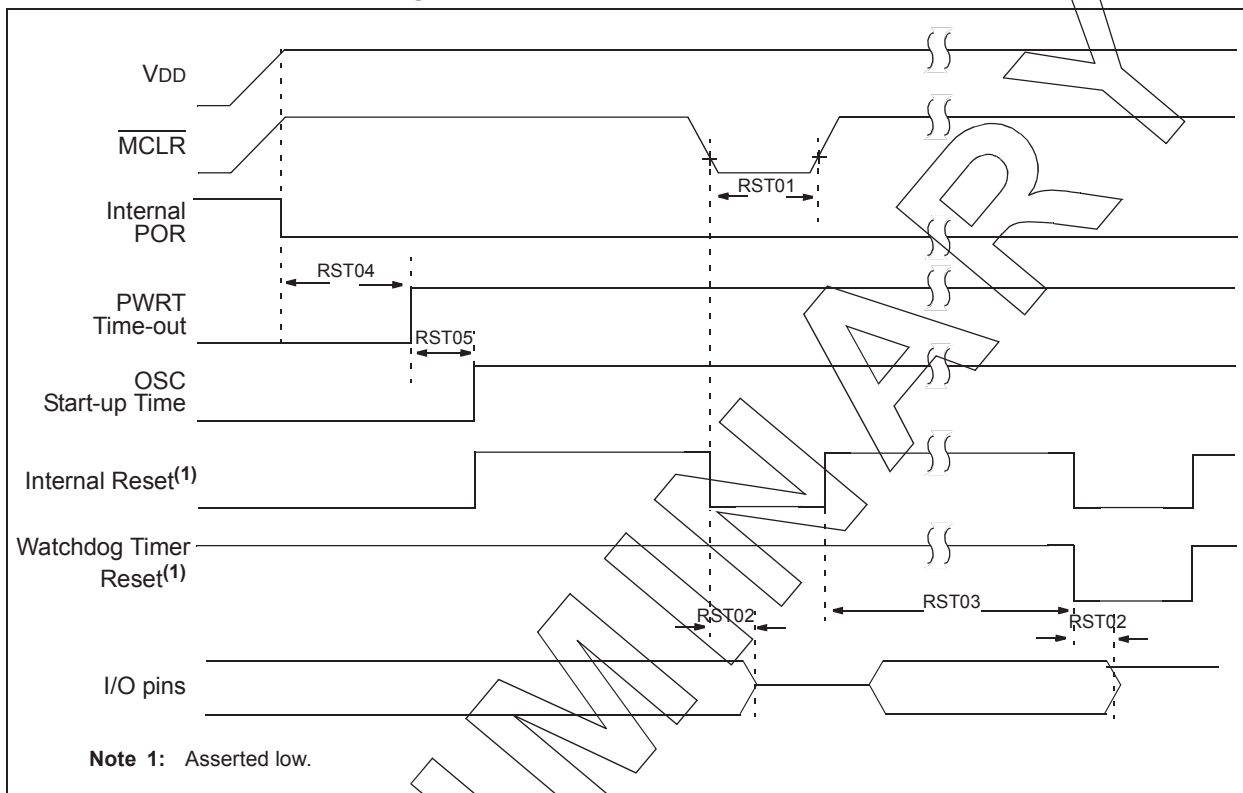 VDD
MCLR
RST01
Internal
POR
RST04
PWRT
Time-out
RST05
OSC
Start-up Time
Internal Reset(1)
Watchdog Timer
Reset(1)
RST03
RST02
RST02
I/O pins
Note 1: Asserted low.
IMINARY